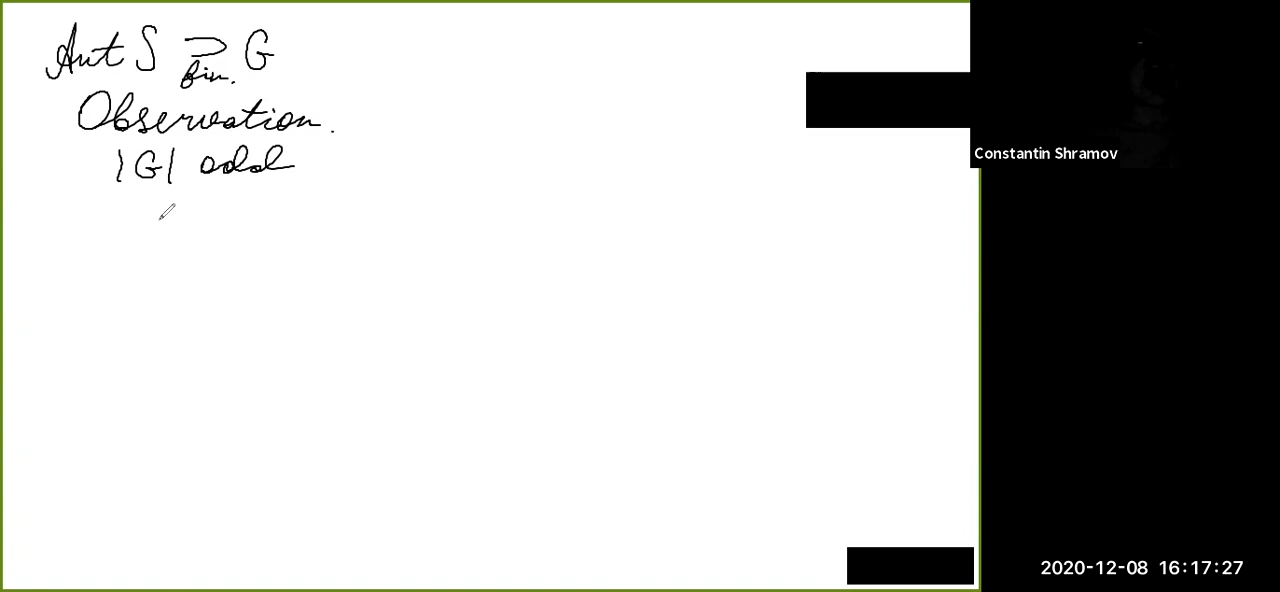 Aut S ⊃ G
fin.
Observation.
|G| odd
Constantin Shramov
2020-12-08 16:17:27